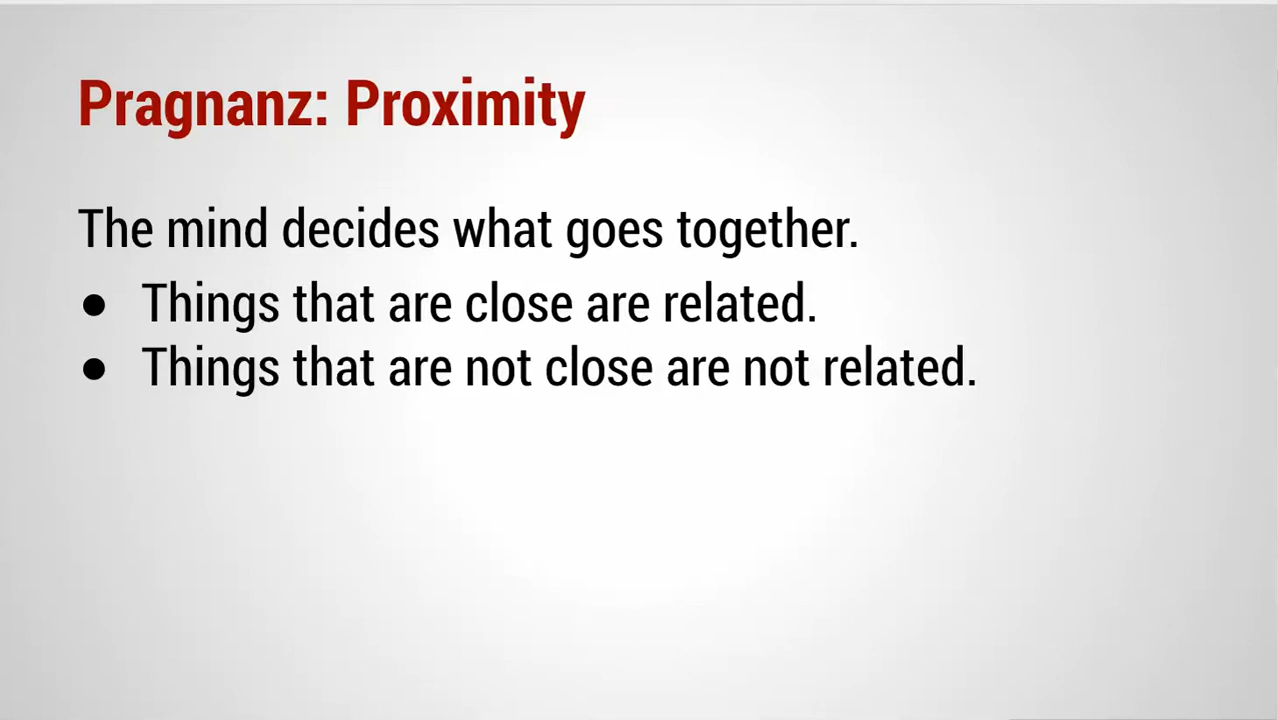 Pragnanz: Proximity
The mind decides what goes together.
● Things that are close are related.
● Things that are not close are not related.